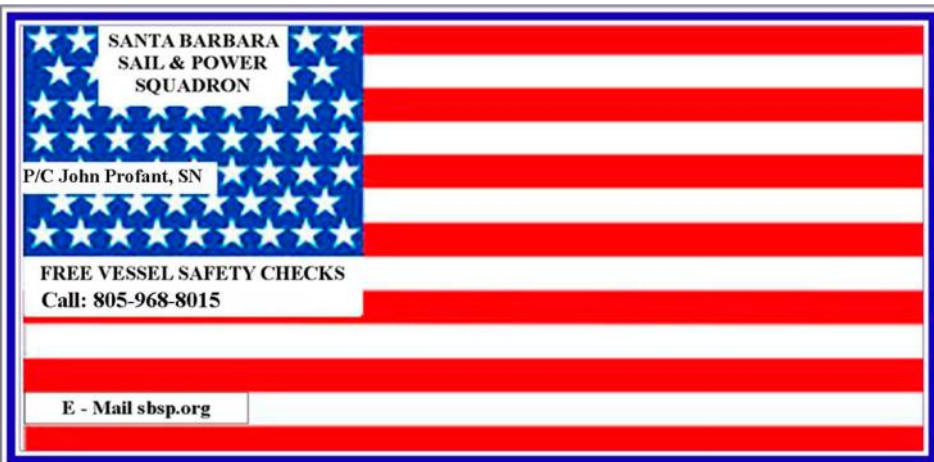 SANTA BARBARA
SAIL & POWER
SQUADRON
P/C John Profant, SN
FREE VESSEL SAFETY CHECKS
Call: 805-968-8015
E - Mail sbsp.org